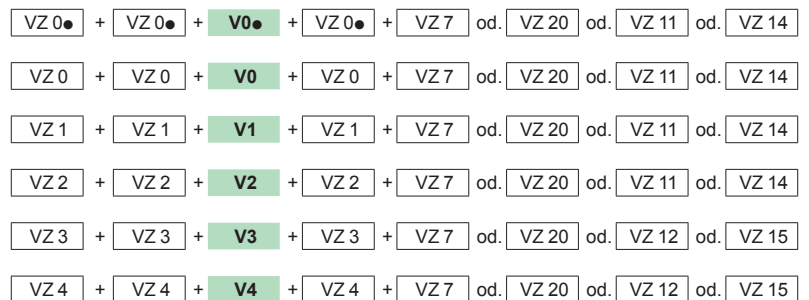 VZ 0● + VZ 0● + V0● + VZ 0● + VZ 7 od. VZ 20 od. VZ 11 od. VZ 14
VZ 0 + VZ 0 + V0 + VZ 0 + VZ 7 od. VZ 20 od. VZ 11 od. VZ 14
VZ 1 + VZ 1 + V1 + VZ 1 + VZ 7 od. VZ 20 od. VZ 11 od. VZ 14
VZ 2 + VZ 2 + V2 + VZ 2 + VZ 7 od. VZ 20 od. VZ 11 od. VZ 14
VZ 3 + VZ 3 + V3 + VZ 3 + VZ 7 od. VZ 20 od. VZ 12 od. VZ 15
VZ 4 + VZ 4 + V4 + VZ 4 + VZ 7 od. VZ 20 od. VZ 12 od. VZ 15